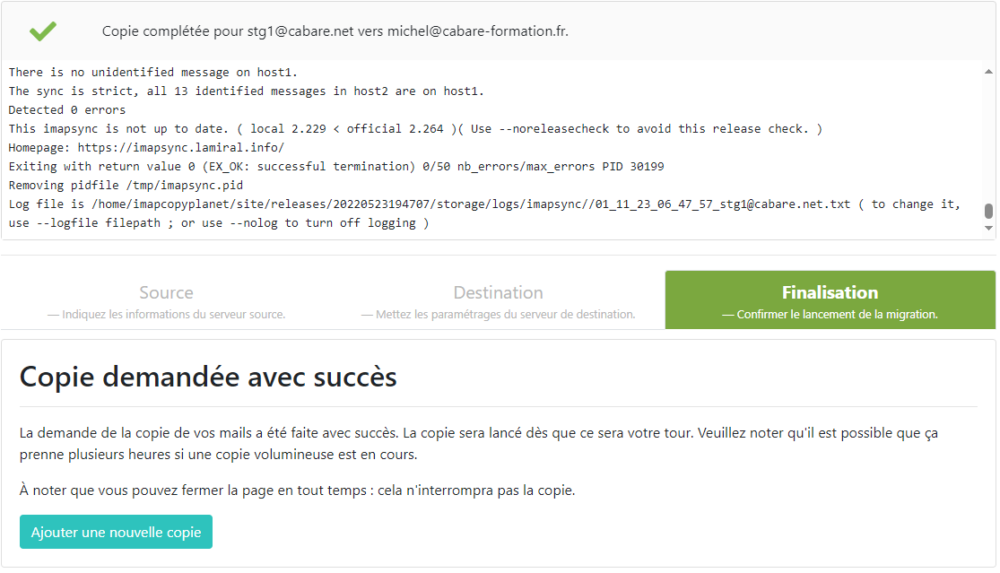 Copie complétée pour stg1@cabare.net vers michel@cabare-formation.fr.
There is no unidentified message on host1.
The sync is strict, all 13 identified messages in host2 are on host1.
Detected 0 errors
This imapsync is not up to date. ( local 2.229 < official 2.264 )( Use --noreleasecheck to avoid this release check. )
Homepage: https://imapsync.lamiral.info/
Exiting with return value 0 (EX_OK: successful termination) 0/50 nb_errors/max_errors PID 30199
Removing pidfile /tmp/imapsync.pid
Log file is /home/imapcopyplanet/site/releases/20220523194707/storage/logs/imapsync//01_11_23_06_47_57_stg1@cabare.net.txt ( to change it,
use --logfile filepath ; or use --nolog to turn off logging )
Source
— Indiquez les informations du serveur source.
Destination
— Mettez les paramétrages du serveur de destination.
Finalisation
— Confirmer le lancement de la migration.
Copie demandée avec succès
La demande de la copie de vos mails a été faite avec succès. La copie sera lancé dès que ce sera votre tour. Veuillez noter qu'il est possible que ça
prenne plusieurs heures si une copie volumineuse est en cours.
À noter que vous pouvez fermer la page en tout temps : cela n'interrompra pas la copie.
Ajouter une nouvelle copie